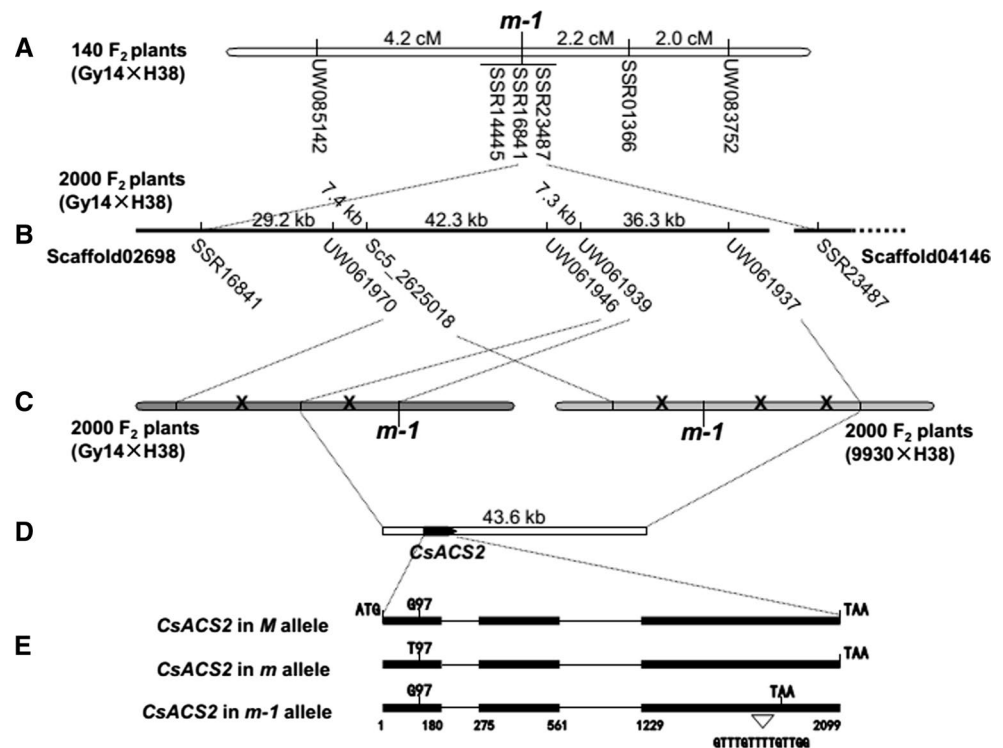 A
140 F2 plants
(Gy14×H38)
m-1
4.2 cM
2.2 cM
2.0 cM
UW085142
SSR14445
SSR16841
SSR23487
SSR01366
UW083752
2000 F2 plants
(Gy14×H38)
B
29.2 kb
7.4 kb
42.3 kb
7.3 kb
36.3 kb
Scaffold02698
Scaffold04146
SSR16841
UW061970
Sc5_2625018
UW061946
UW061939
UW061937
SSR23487
C
X
X
X
X
X
m-1
m-1
2000 F2 plants
(Gy14×H38)
2000 F2 plants
(9930×H38)
D
43.6 kb
CsACS2
E
ATG
G97
TAA
CsACS2 in M allele
T97
TAA
CsACS2 in m allele
G97
TAA
CsACS2 in m-1 allele
1
180
275
561
1229
2099
GTTTGTTTTGTTGG